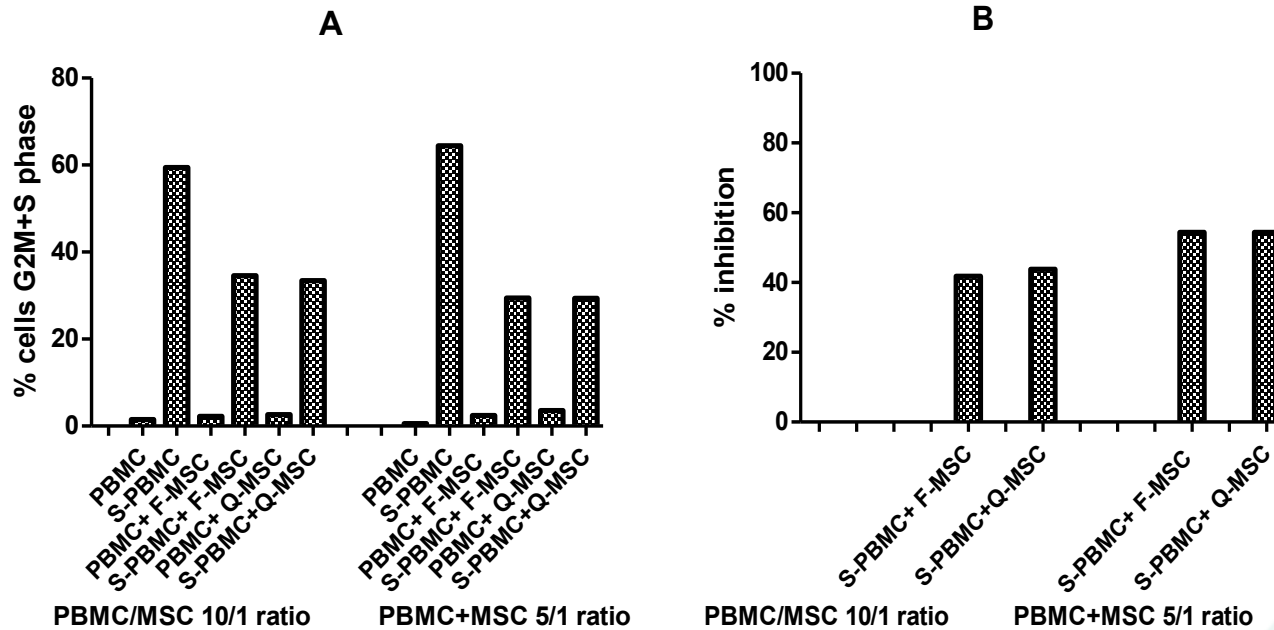 A
% cells G2M+S phase
80
60
40
20
0
PBMC
S-PBMC
PBMC+ F-MSC
S-PBMC+ F-MSC
PBMC+ Q-MSC
S-PBMC+Q-MSC
PBMC
S-PBMC
PBMC+ F-MSC
S-PBMC+ F-MSC
PBMC+ Q-MSC
S-PBMC+Q-MSC
PBMC/MSC 10/1 ratio
PBMC+MSC 5/1 ratio
B
% inhibition
100
80
60
40
20
0
S-PBMC+ F-MSC
S-PBMC+Q-MSC
S-PBMC+ F-MSC
S-PBMC+ Q-MSC
PBMC/MSC 10/1 ratio
PBMC+MSC 5/1 ratio